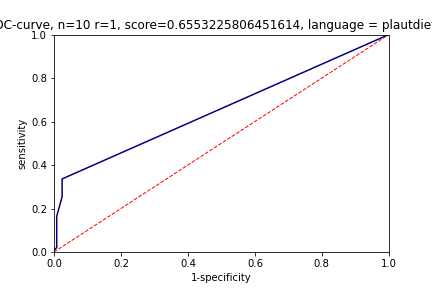 OC-curve, n=10 r=1, score=0.6553225806451614, language = plautdie
1.0
0.8
0.6
0.4
0.2
0.0
sensitivity
0.0 0.2 0.4 0.6 0.8 1.0
1-specificity